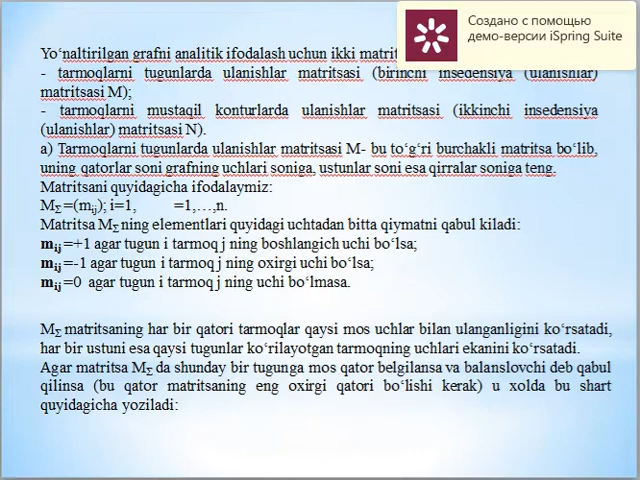 Создано с помощью
демо-версии iSpring Suite
Yo‘naltirilgan grafni analitik ifodalash uchun ikki matrit
- tarmoqlarni tugunlarda ulanishlar matritsasi (birinchi insedensiya (ulanishlar)
matritsasi M);
- tarmoqlarni mustaqil konturlarda ulanishlar matritsasi (ikkinchi insedensiya
(ulanishlar) matritsasi N).
a) Tarmoqlarni tugunlarda ulanishlar matritsasi M- bu to‘g‘ri burchakli matritsa bo‘lib,
uning qatorlar soni grafning uchlari soniga, ustunlar soni esa qirralar soniga teng.
Matritsani quyidagicha ifodalaymiz:
MΣ=(mij); i=1, =1,…,n.
Matritsa MΣ ning elementlari quyidagi uchtadan bitta qiymatni qabul kiladi:
mij=+1 agar tugun i tarmoq j ning boshlangich uchi bo‘lsa;
mij=-1 agar tugun i tarmoq j ning oxirgi uchi bo‘lsa;
mij=0 agar tugun i tarmoq j ning uchi bo‘lmasa.
MΣ matritsaning har bir qatori tarmoqlar qaysi mos uchlar bilan ulanganligini ko‘rsatadi,
har bir ustuni esa qaysi tugunlar ko‘rilayotgan tarmoqning uchlari ekanini ko‘rsatadi.
Agar matritsa MΣ da shunday bir tugunga mos qator belgilansa va balanslovchi deb qabul
qilinsa (bu qator matritsaning eng oxirgi qatori bo‘lishi kerak) u xolda bu shart
quyidagicha yoziladi: